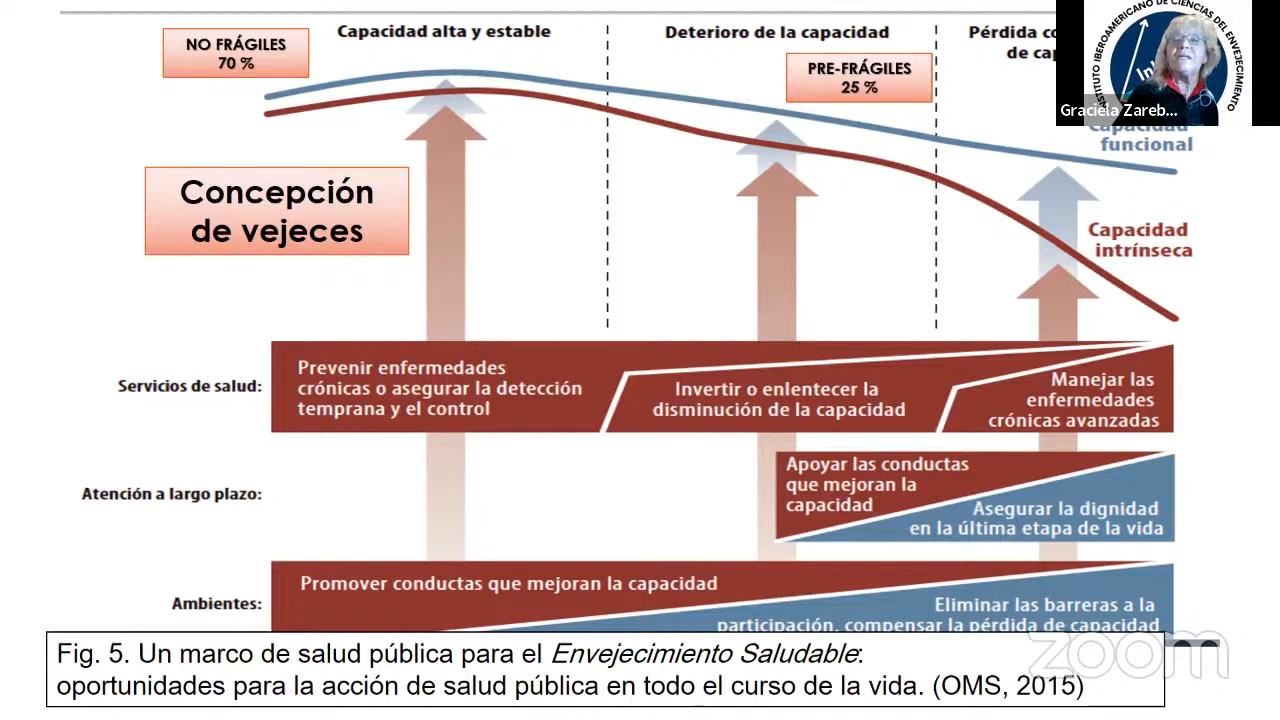 Capacidad alta y estable
Deterioro de la capacidad
Pérdida
de
NO FRÁGILES
70 %
PRE-FRÁGILES
25 %
INSTITUTO IBEROAMERICANO DE CIENCIAS DEL ENVEJECIMIENTO
Graciela Zareb...
Capacidad
funcional
Concepción
de vejeces
Capacidad
intrínseca
Servicios de salud:
Prevenir enfermedades
crónicas o asegurar la detección
temprana y el control
Invertir o enlentecer la
disminución de la capacidad
Manejar las
enfermedades
crónicas avanzadas
Atención a largo plazo:
Apoyar las conductas
que mejoran la
capacidad
Asegurar la dignidad
en la última etapa de la vida
Ambientes:
Promover conductas que mejoran la capacidad
Eliminar las barreras a la
participación, compensar la pérdida de capacidad
Fig. 5. Un marco de salud pública para el Envejecimiento Saludable:
oportunidades para la acción de salud pública en todo el curso de la vida. (OMS, 2015)
zoom